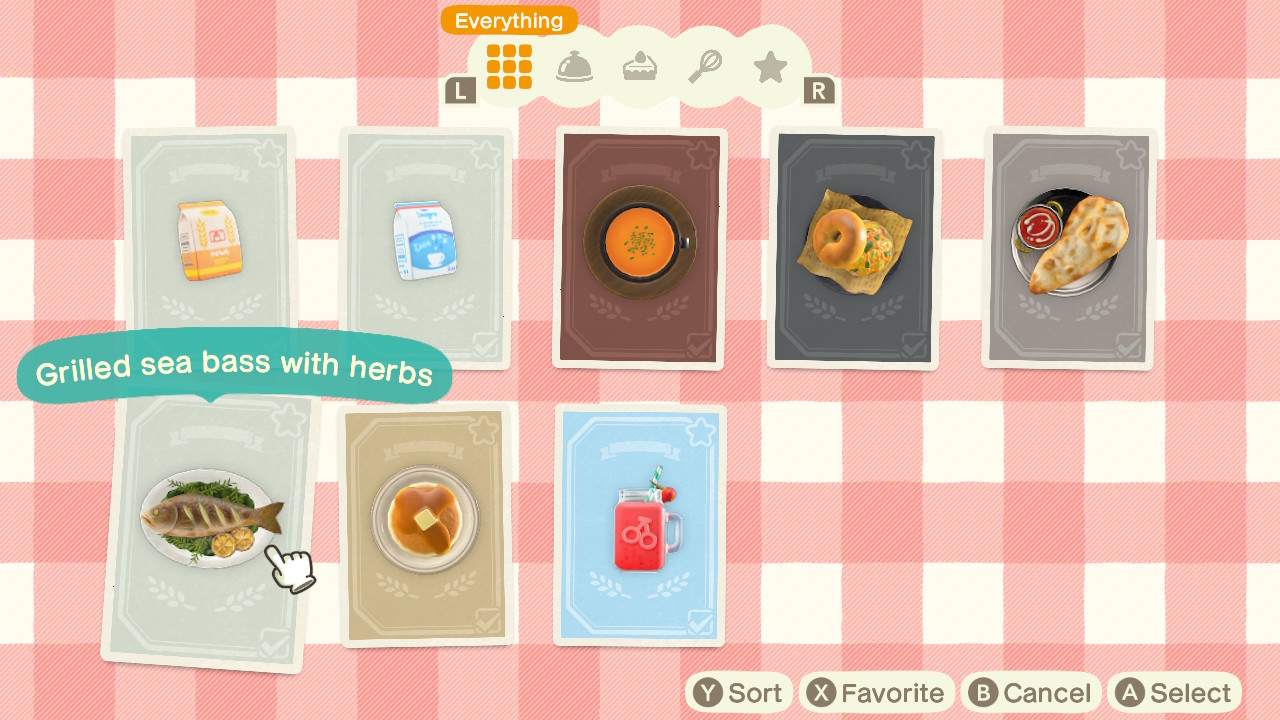 Everything
L
R
Grilled sea bass with herbs
Y Sort
X Favorite
B Cancel
A Select